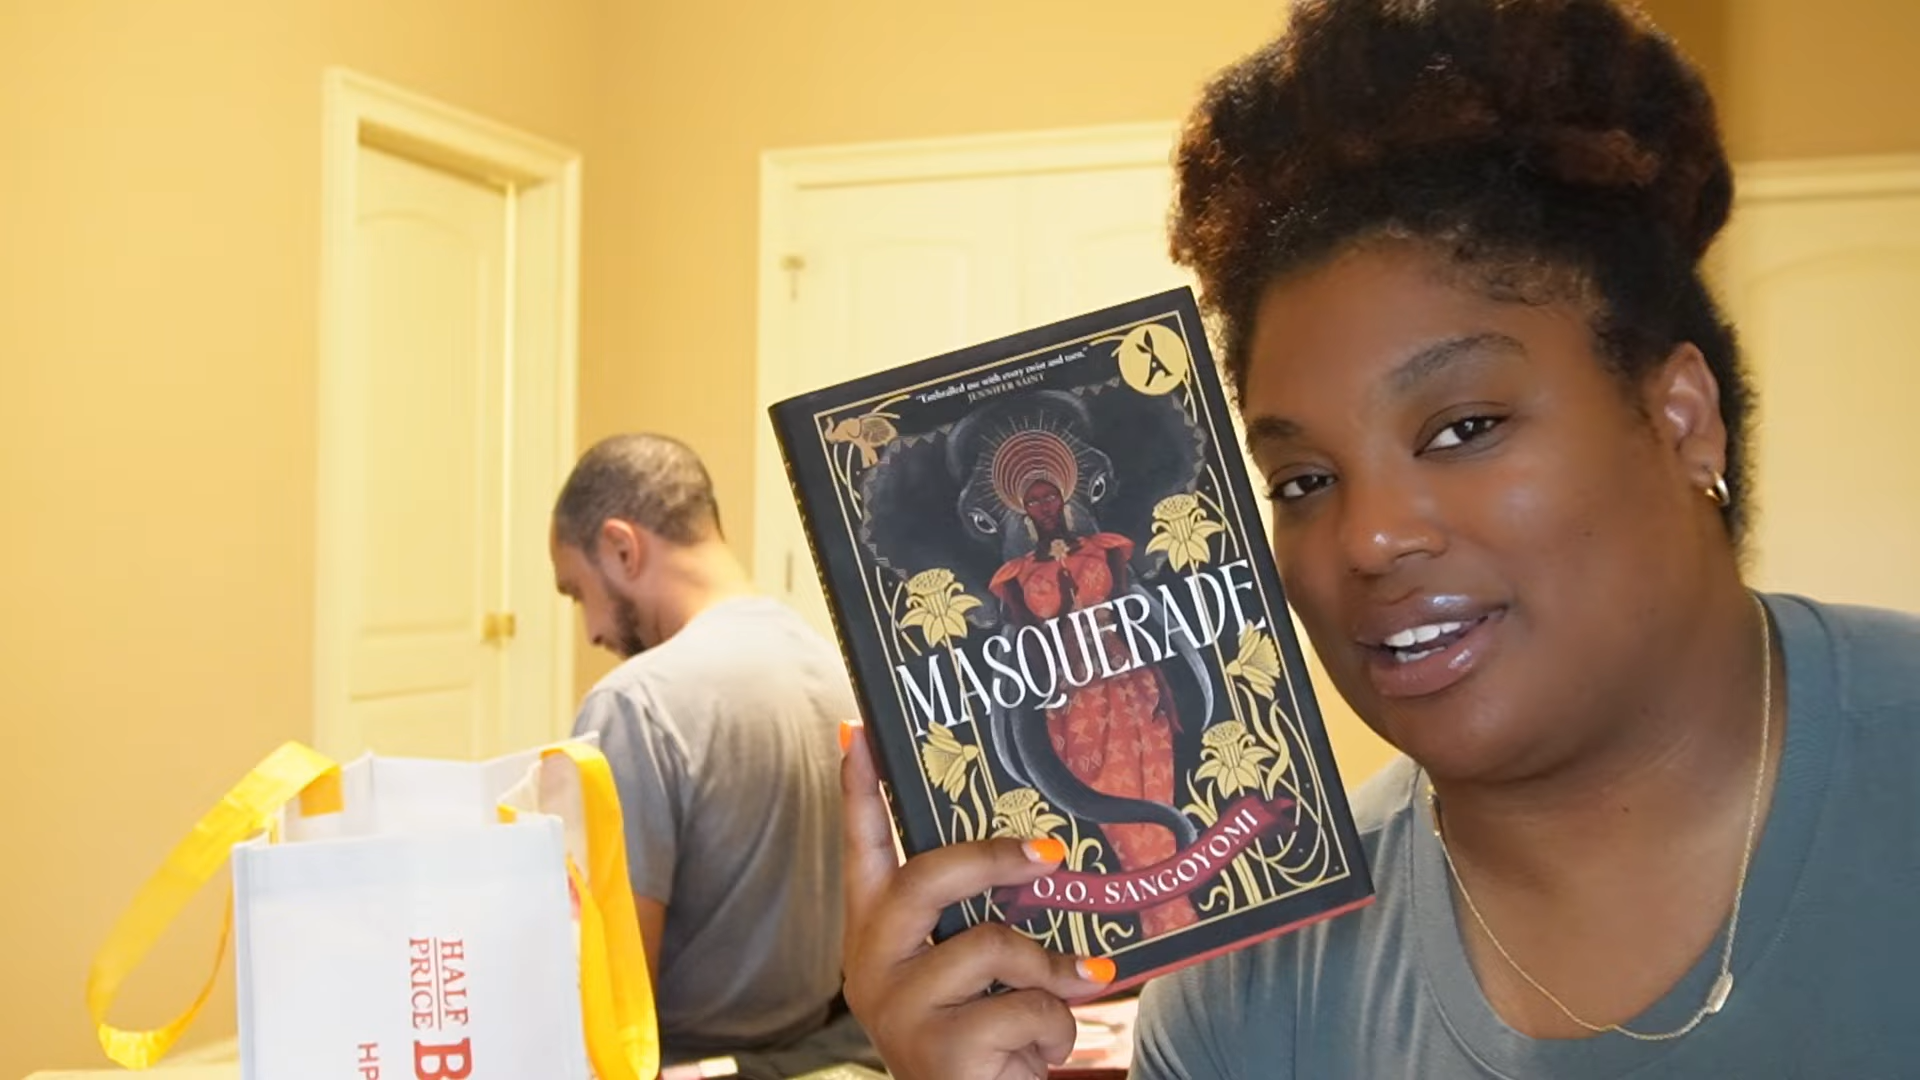 "Enthralled me with every twist and turn."
JENNIFER SAINT
MASQUERADE
O.O. SANGOYOMI
HALF
PRICE
B
HP